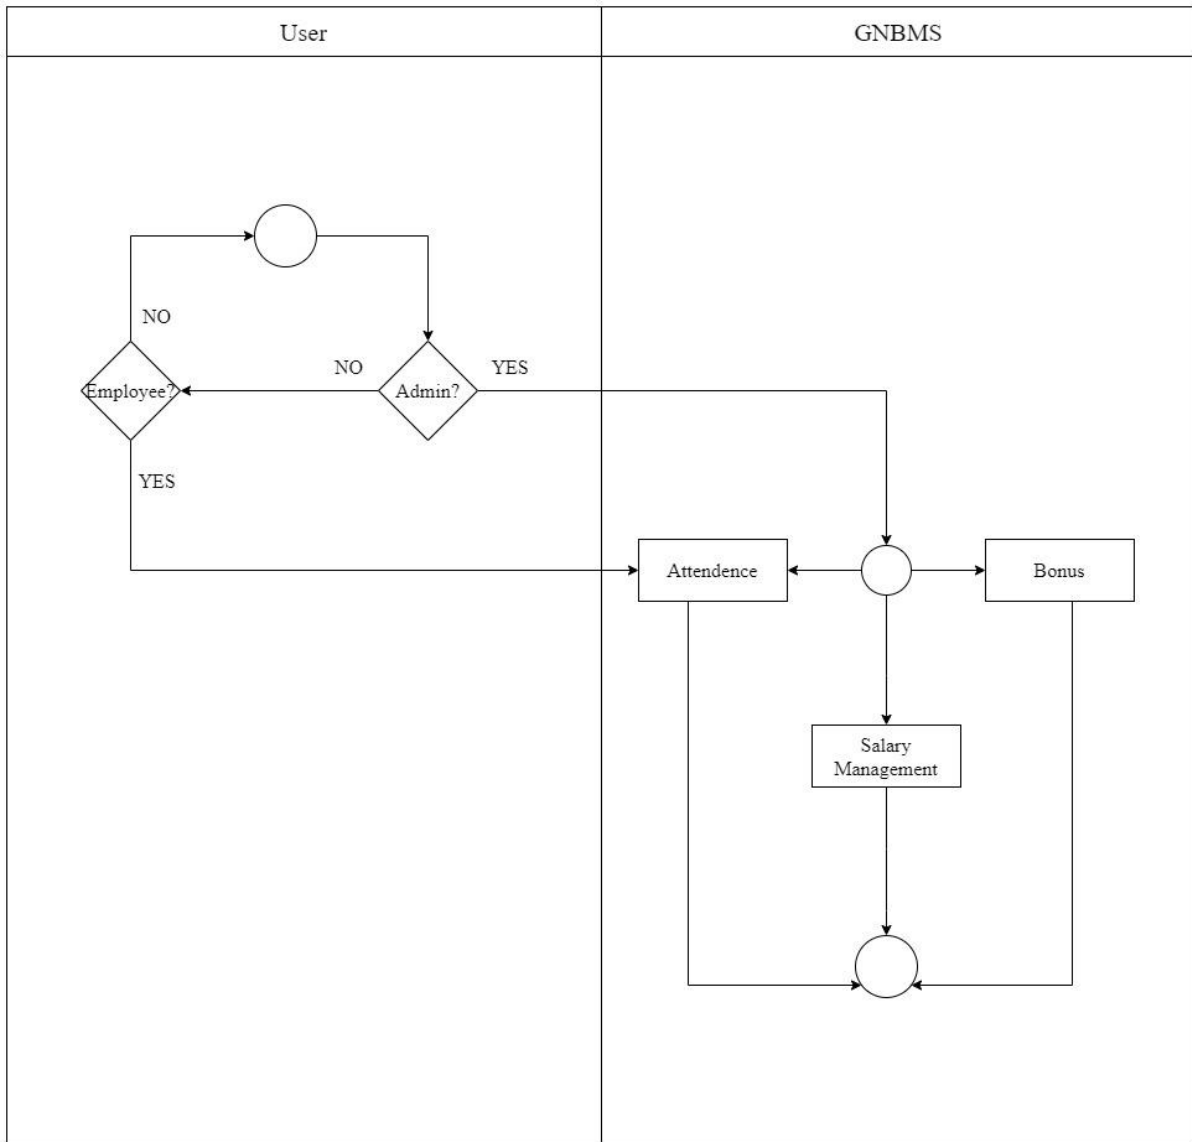 User
GNBMS
NO
NO
YES
Employee?
Admin?
YES
Attendence
Bonus
Salary
Management